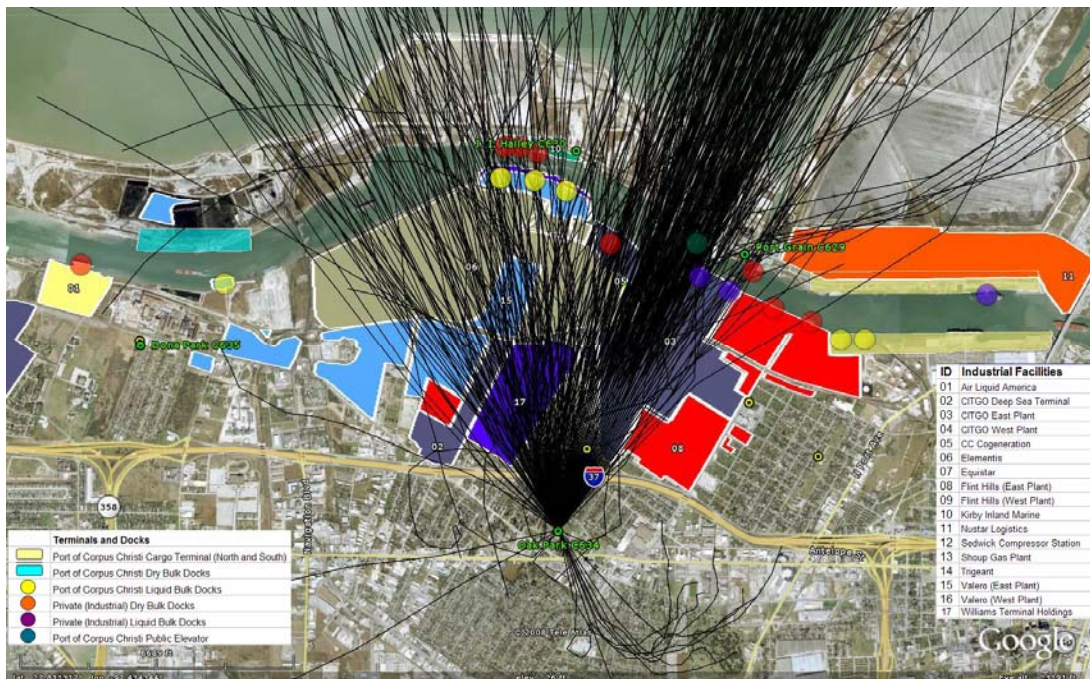 J. I. Hailey C630
10
Port Grain C629
01
06
05
15
11
03
Dona Park C635
17
02
08
37
358
N Port Ave
Oak Park C634
Antelope St
ID Industrial Facilities
01 Air Liquid America
02 CITGO Deep Sea Terminal
03 CITGO East Plant
04 CITGO West Plant
05 CC Cogeneration
06 Elementis
07 Equistar
08 Flint Hills (East Plant)
09 Flint Hills (West Plant)
10 Kirby Inland Marine
11 Nustar Logistics
12 Sedwick Compressor Station
13 Shoup Gas Plant
14 Trigeant
15 Valero (East Plant)
16 Valero (West Plant)
17 Williams Terminal Holdings
Terminals and Docks
Port of Corpus Christi Cargo Terminal (North and South)
Port of Corpus Christi Dry Bulk Docks
Port of Corpus Christi Liquid Bulk Docks
Private (Industrial) Dry Bulk Docks
Private (Industrial) Liquid Bulk Docks
Port of Corpus Christi Public Elevator
© 2008 Tele Atlas
Google